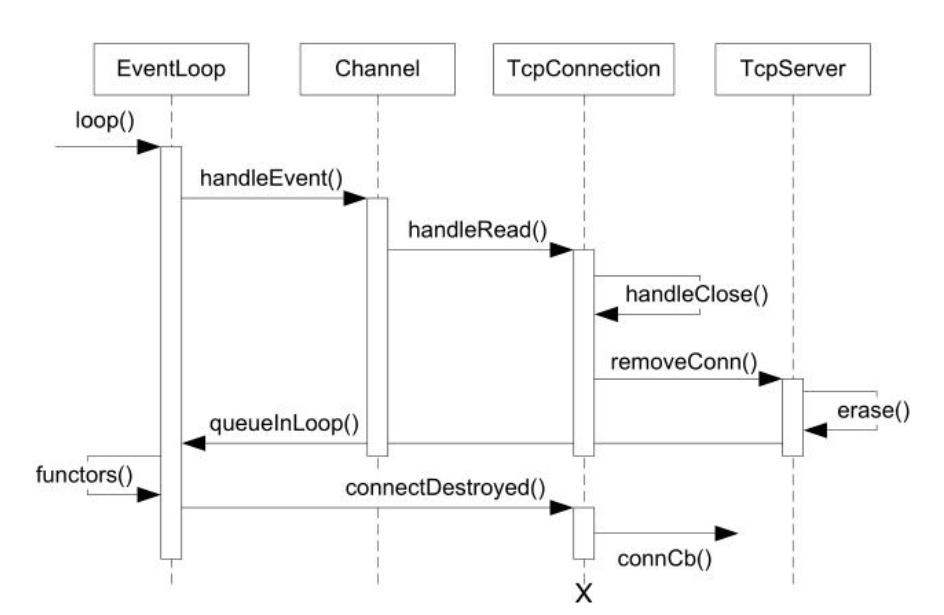 EventLoop
Channel
TcpConnection
TcpServer
loop()
handleEvent()
handleRead()
handleClose()
removeConn()
erase()
queueInLoop()
functors()
connectDestroyed()
connCb()
X